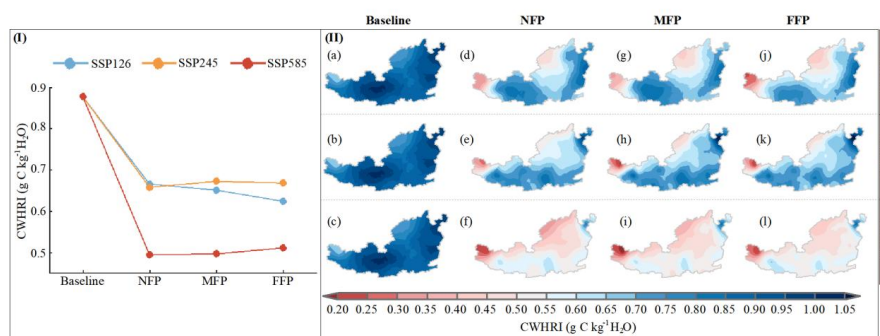 (I)
SSP126 SSP245 SSP585
CWHRI (g C kg⁻¹H₂O)
0.9
0.8
0.7
0.6
0.5
Baseline NFP MFP FFP
Baseline NFP MFP FFP
(II)
(a) (d) (g) (j)
(b) (e) (h) (k)
(c) (f) (i) (l)
0.20 0.25 0.30 0.35 0.40 0.45 0.50 0.55 0.60 0.65 0.70 0.75 0.80 0.85 0.90 0.95 1.00 1.05
CWHRI (g C kg⁻¹H₂O)